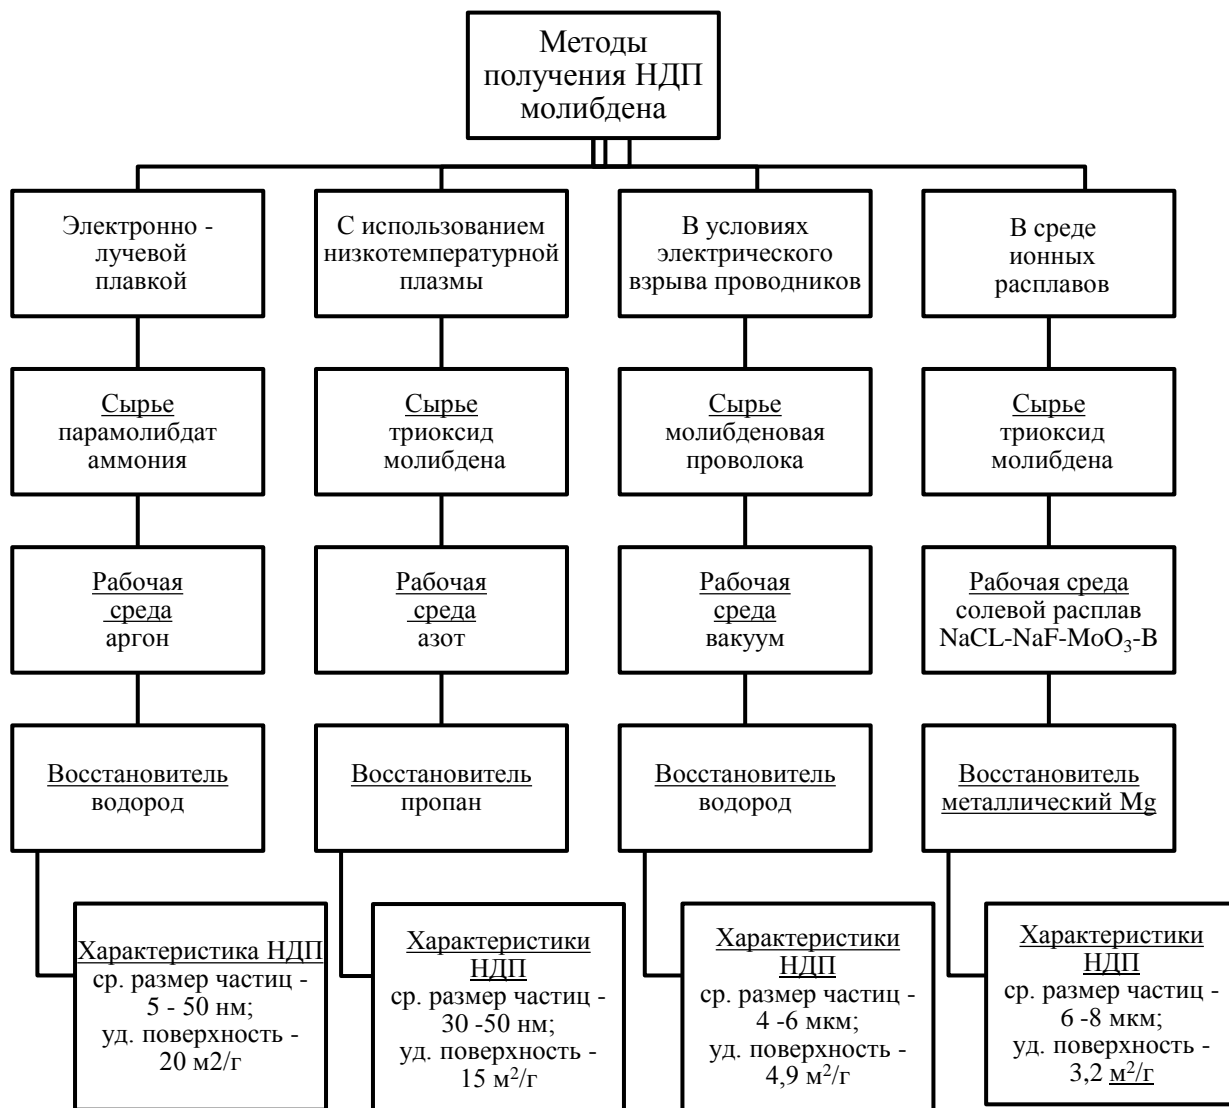 Методы
получения НДП
молибдена
Электронно -
лучевой
плавкой
С использованием
низкотемпературной
плазмы
В условиях
электрического
взрыва проводников
В среде
ионных
расплавов
Сырье
парамолибдат
аммония
Сырье
триоксид
молибдена
Сырье
молибденовая
проволока
Сырье
триоксид
молибдена
Рабочая
среда
аргон
Рабочая
среда
азот
Рабочая
среда
вакуум
Рабочая среда
солевой расплав
NaCL-NaF-MoO₃-B
Восстановитель
водород
Восстановитель
пропан
Восстановитель
водород
Восстановитель
металлический Mg
Характеристика НДП
ср. размер частиц -
5 - 50 нм;
уд. поверхность -
20 м2/г
Характеристики
НДП
ср. размер частиц -
30 -50 нм;
уд. поверхность -
15 м²/г
Характеристики
НДП
ср. размер частиц -
4 -6 мкм;
уд. поверхность -
4,9 м²/г
Характеристики
НДП
ср. размер частиц -
6 -8 мкм;
уд. поверхность -
3,2 м²/г